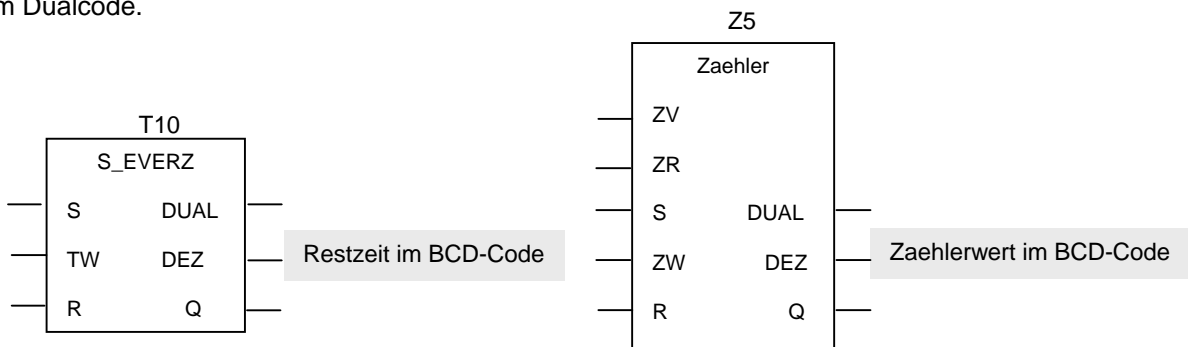 m Dualcode.
T10
S_EVERZ
S DUAL
TW DEZ
R Q
Restzeit im BCD-Code
Z5
Zaehler
ZV
ZR
S DUAL
ZW DEZ
R Q
Zaehlerwert im BCD-Code